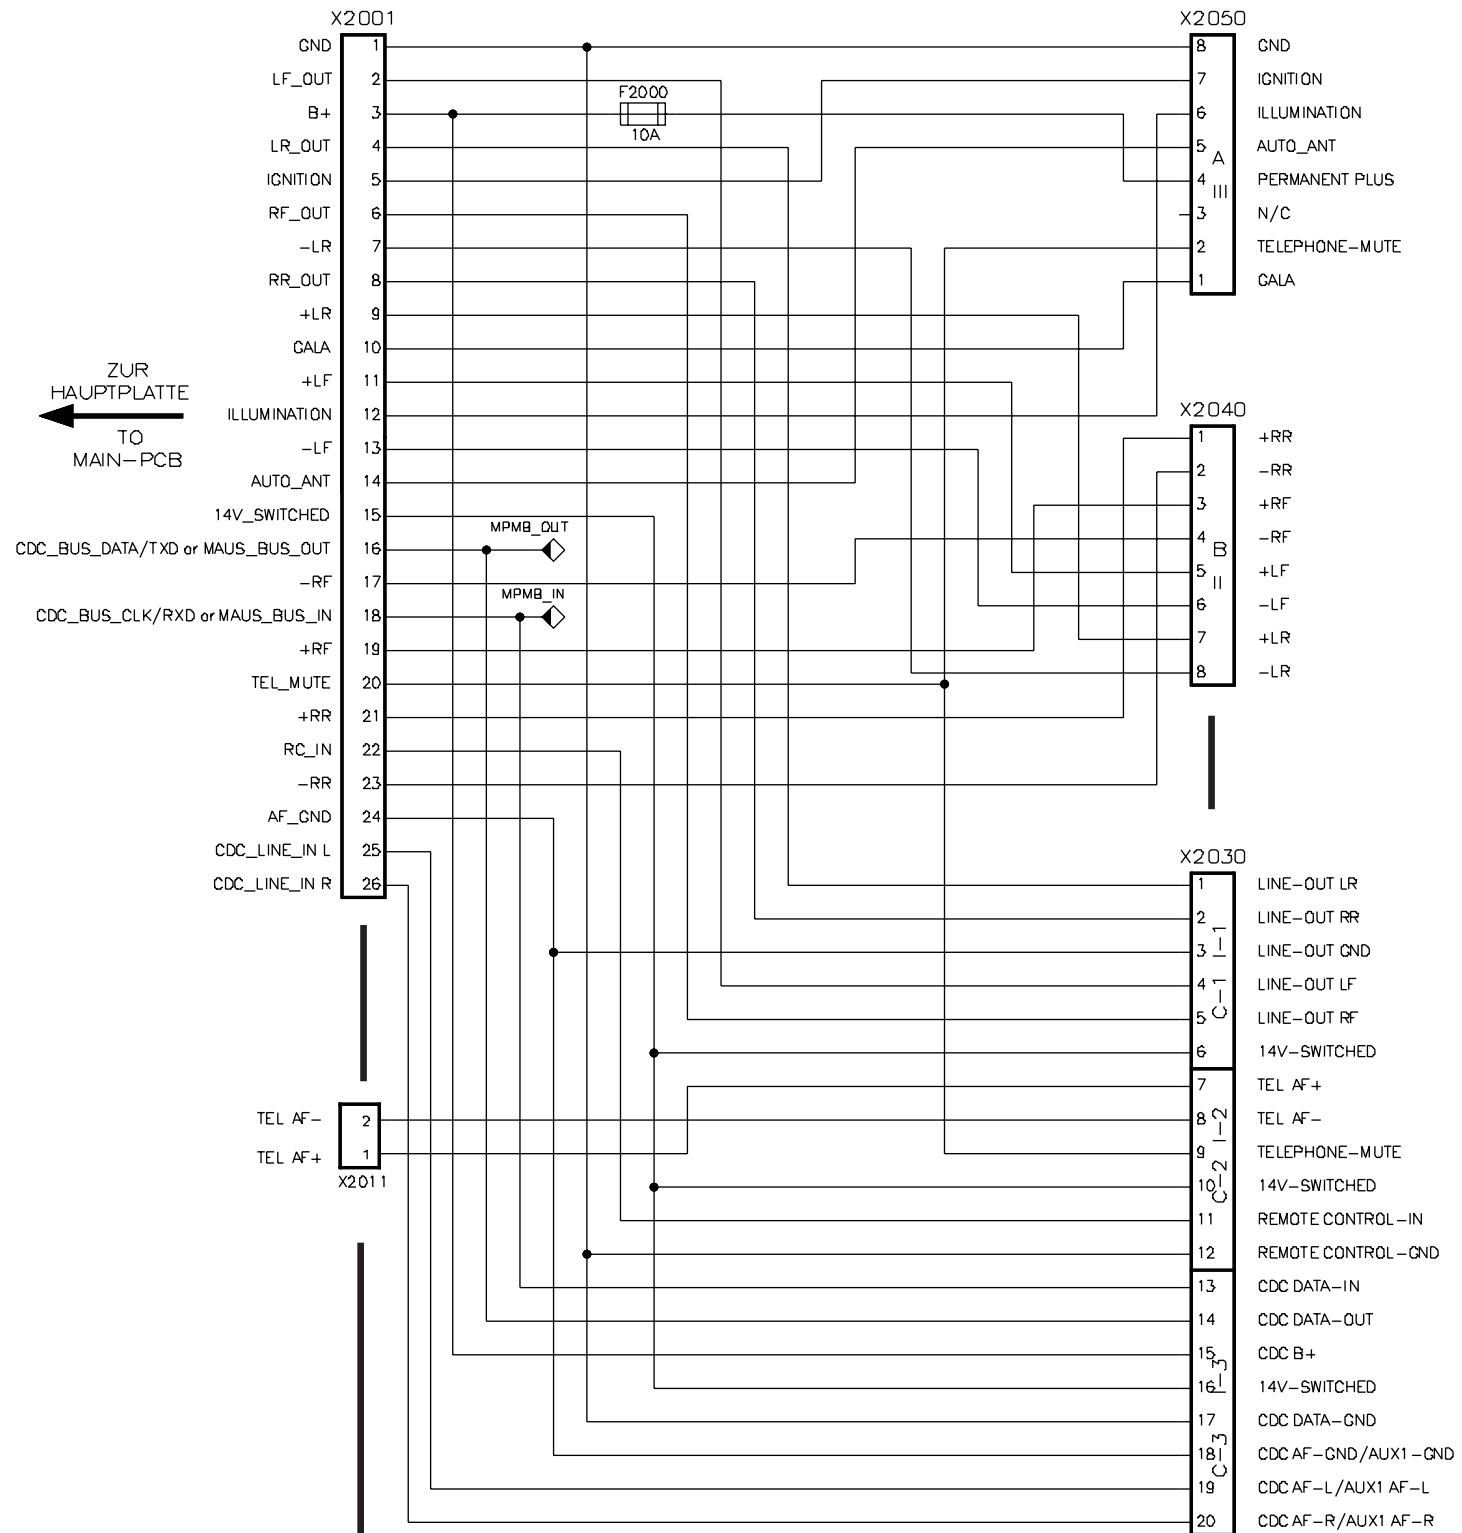 X2001
GND 1
LF_OUT 2
B+ 3
LR_OUT 4
IGNITION 5
RF_OUT 6
-LR 7
RR_OUT 8
+LR 9
GALA 10
+LF 11
ILLUMINATION 12
-LF 13
AUTO_ANT 14
14V_SWITCHED 15
CDC_BUS_DATA/TXD or MAUS_BUS_OUT 16
-RF 17
CDC_BUS_CLK/RXD or MAUS_BUS_IN 18
+RF 19
TEL_MUTE 20
+RR 21
RC_IN 22
-RR 23
AF_GND 24
CDC_LINE_IN L 25
CDC_LINE_IN R 26
ZUR
HAUPTPLATTE
TO
MAIN-PCB
F2000
10A
MPMB_OUT
MPMB_IN
TEL AF- 2
TEL AF+ 1
X2011
X2050
8 GND
7 IGNITION
6 ILLUMINATION
5 AUTO_ANT
4 PERMANENT PLUS
3 N/C
2 TELEPHONE-MUTE
1 GALA
A
III
X2040
1 +RR
2 -RR
3 +RF
4 -RF
5 +LF
6 -LF
7 +LR
8 -LR
B
II
X2030
1 LINE-OUT LR
2 LINE-OUT RR
3 LINE-OUT GND
4 LINE-OUT LF
5 LINE-OUT RF
6 14V-SWITCHED
C-1 I-1
7 TEL AF+
8 TEL AF-
9 TELEPHONE-MUTE
10 14V-SWITCHED
11 REMOTE CONTROL-IN
12 REMOTE CONTROL-GND
C-2 I-2
13 CDC DATA-IN
14 CDC DATA-OUT
15 CDC B+
16 14V-SWITCHED
17 CDC DATA-GND
18 CDC AF-GND/AUX1-GND
19 CDC AF-L/AUX1 AF-L
20 CDC AF-R/AUX1 AF-R
C-3 I-3